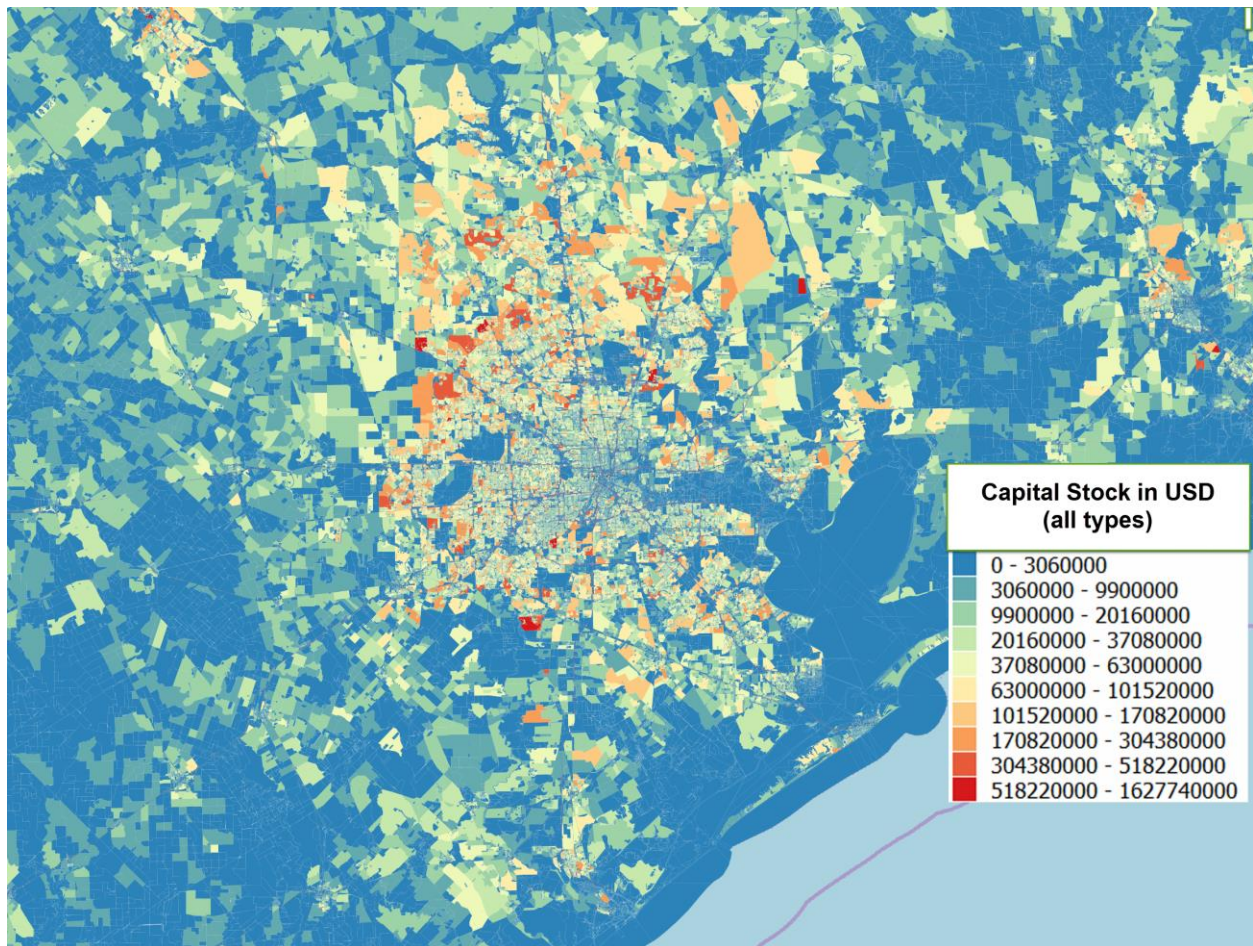 Capital Stock in USD
(all types)
0 - 3060000
3060000 - 9900000
9900000 - 20160000
20160000 - 37080000
37080000 - 63000000
63000000 - 101520000
101520000 - 170820000
170820000 - 304380000
304380000 - 518220000
518220000 - 1627740000